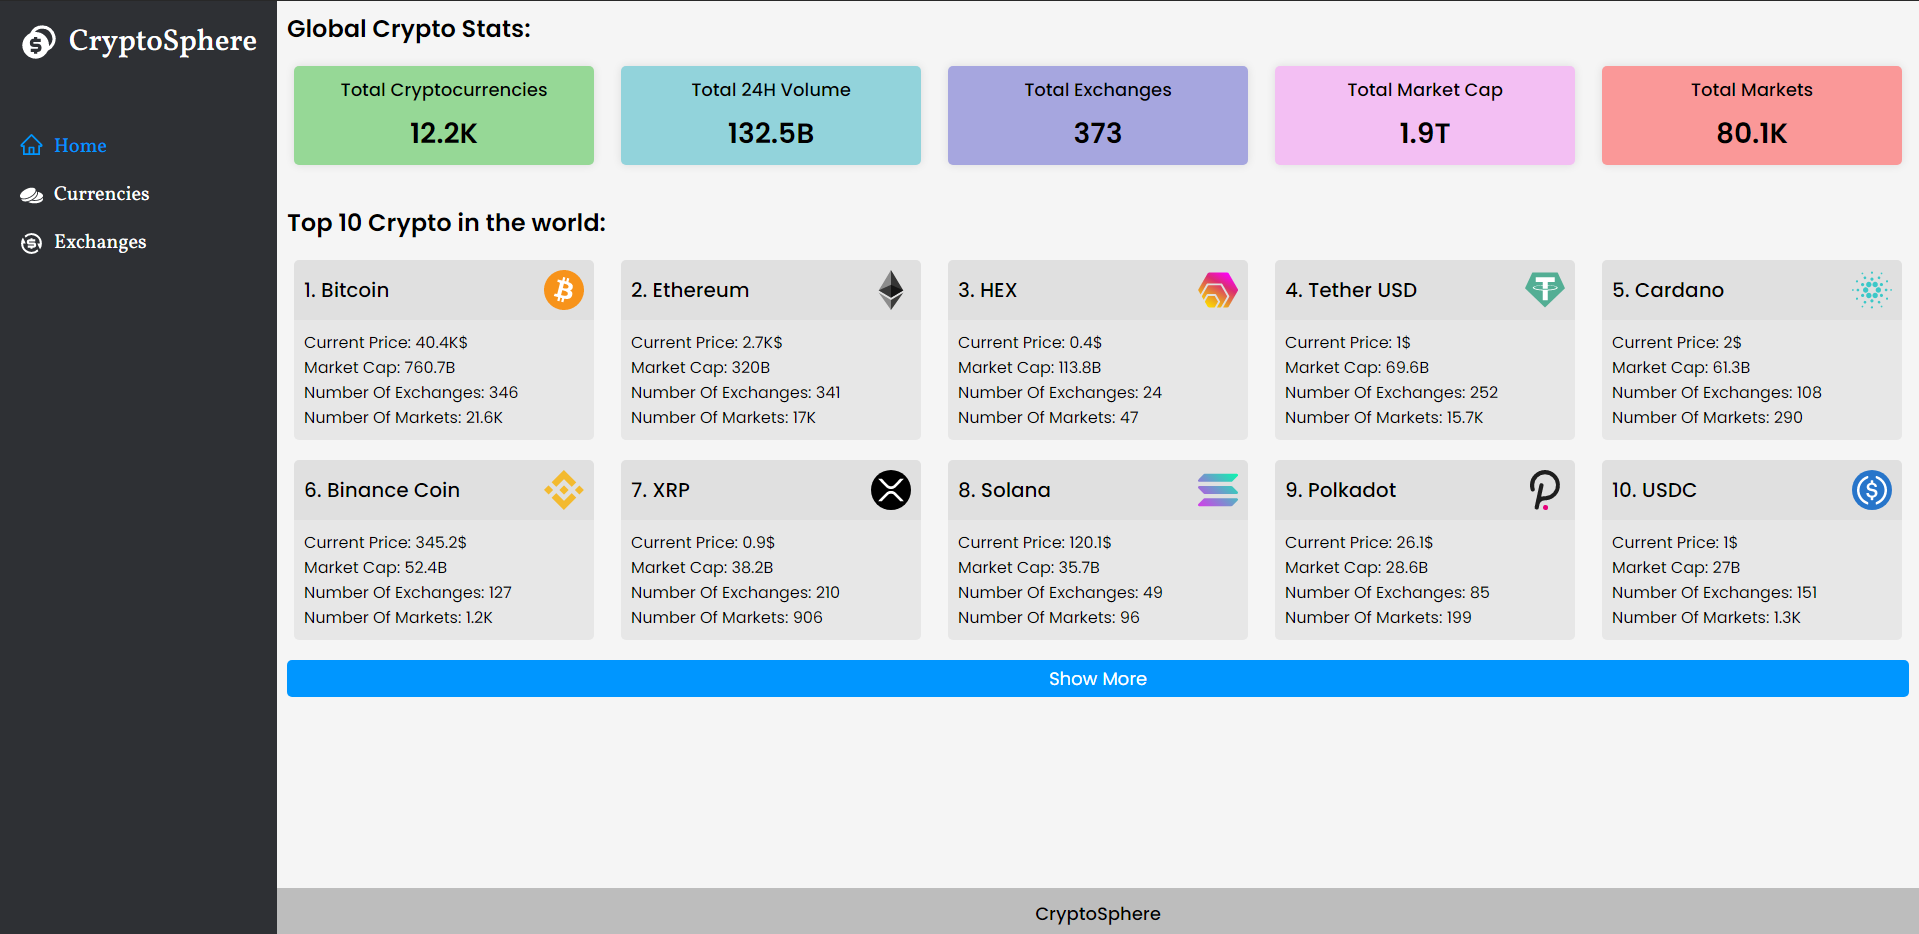 CryptoSphere
Home
Currencies
Exchanges
Global Crypto Stats:
Total Cryptocurrencies
12.2K
Total 24H Volume
132.5B
Total Exchanges
373
Total Market Cap
1.9T
Total Markets
80.1K
Top 10 Crypto in the world:
1. Bitcoin
Current Price: 40.4K$
Market Cap: 760.7B
Number Of Exchanges: 346
Number Of Markets: 21.6K
2. Ethereum
Current Price: 2.7K$
Market Cap: 320B
Number Of Exchanges: 341
Number Of Markets: 17K
3. HEX
Current Price: 0.4$
Market Cap: 113.8B
Number Of Exchanges: 24
Number Of Markets: 47
4. Tether USD
Current Price: 1$
Market Cap: 69.6B
Number Of Exchanges: 252
Number Of Markets: 15.7K
5. Cardano
Current Price: 2$
Market Cap: 61.3B
Number Of Exchanges: 108
Number Of Markets: 290
6. Binance Coin
Current Price: 345.2$
Market Cap: 52.4B
Number Of Exchanges: 127
Number Of Markets: 1.2K
7. XRP
Current Price: 0.9$
Market Cap: 38.2B
Number Of Exchanges: 210
Number Of Markets: 906
8. Solana
Current Price: 120.1$
Market Cap: 35.7B
Number Of Exchanges: 49
Number Of Markets: 96
9. Polkadot
Current Price: 26.1$
Market Cap: 28.6B
Number Of Exchanges: 85
Number Of Markets: 199
10. USDC
Current Price: 1$
Market Cap: 27B
Number Of Exchanges: 151
Number Of Markets: 1.3K
Show More
CryptoSphere